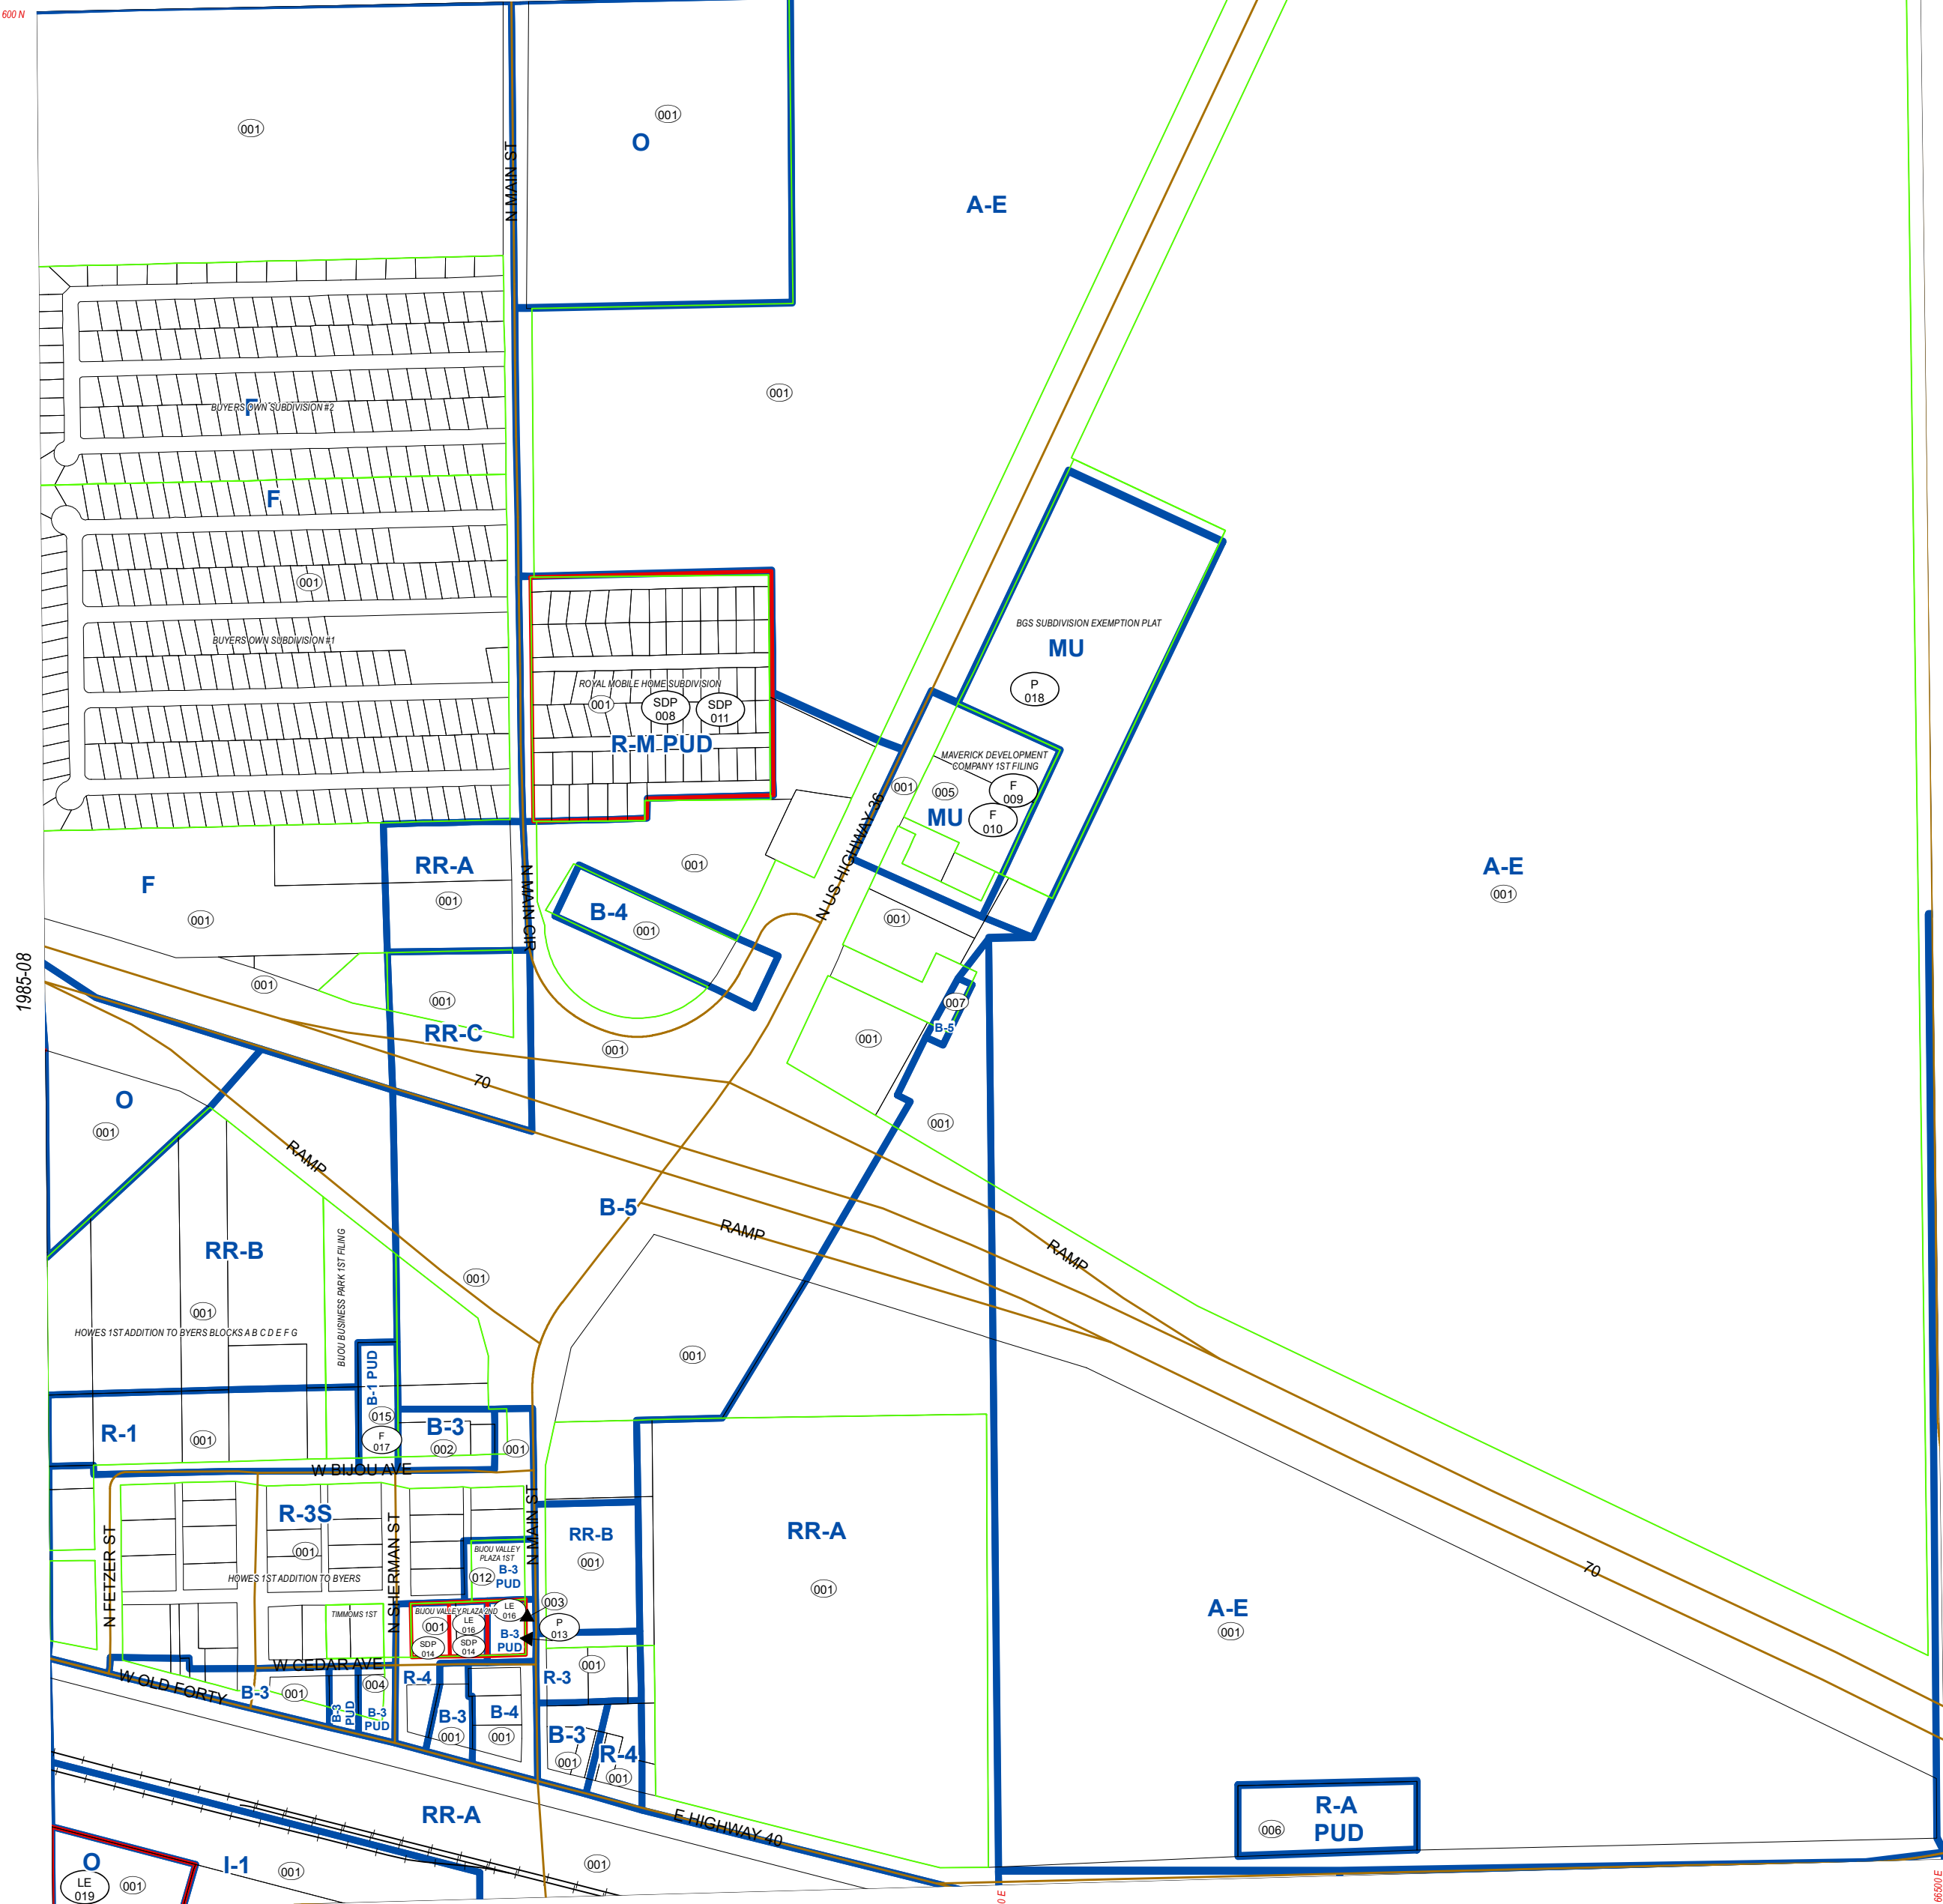 600 N
001
001
O
N MAIN ST
A-E
001
BUYERS OWN SUBDIVISION #2
F
F
001
BUYERS OWN SUBDIVISION #1
BGS SUBDIVISION EXEMPTION PLAT
MU
P
018
ROYAL MOBILE HOME SUBDIVISION
001
SDP
008
SDP
011
R-M PUD
MAVERICK DEVELOPMENT
COMPANY 1ST FILING
001
005
F
009
MU
F
010
N US HIGHWAY 36
RR-A
001
F
001
N MAIN CIR
001
B-4
001
001
A-E
001
1985-08
001
001
RR-C
001
001
007
B-5
001
70
O
001
RAMP
B-5
RAMP
RAMP
RR-B
001
HOWES 1ST ADDITION TO BYERS BLOCKS A B C D E F G
BIJOU BUSINESS PARK 1ST FILING
001
001
B-1 PUD
015
F
017
R-1
001
B-3
002
001
W BIJOU AVE
R-3S
001
HOWES 1ST ADDITION TO BYERS
N FETZER ST
N SHERMAN ST
N MAIN ST
TIMMOMS 1ST
BIJOU VALLEY
PLAZA 1ST
012
B-3
PUD
RR-B
001
RR-A
001
BIJOU VALLEY PLAZA 2ND
001
LE
016
LE
016
003
P
013
SDP
014
SDP
014
B-3
PUD
70
A-E
001
W CEDAR AVE
W OLD FORTY
B-3
001
B-3
PUD
004
B-3
PUD
R-4
B-3
001
B-4
001
R-3
001
B-3
001
R-4
001
RR-A
E HIGHWAY 40
001
R-A
PUD
006
O
LE
019
001
I-1
001
0 E
66500 E